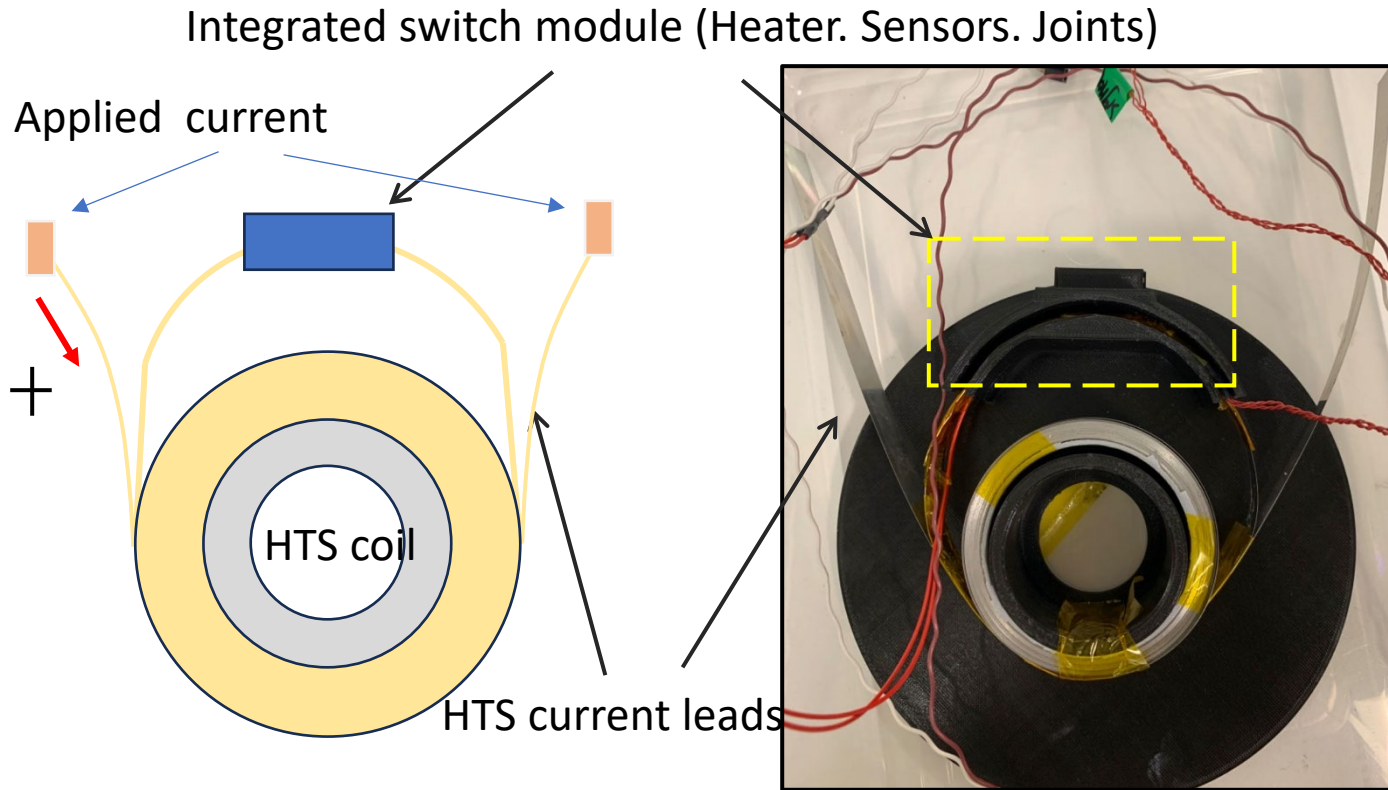 Integrated switch module (Heater. Sensors. Joints)
Applied current
+
HTS coil
HTS current leads